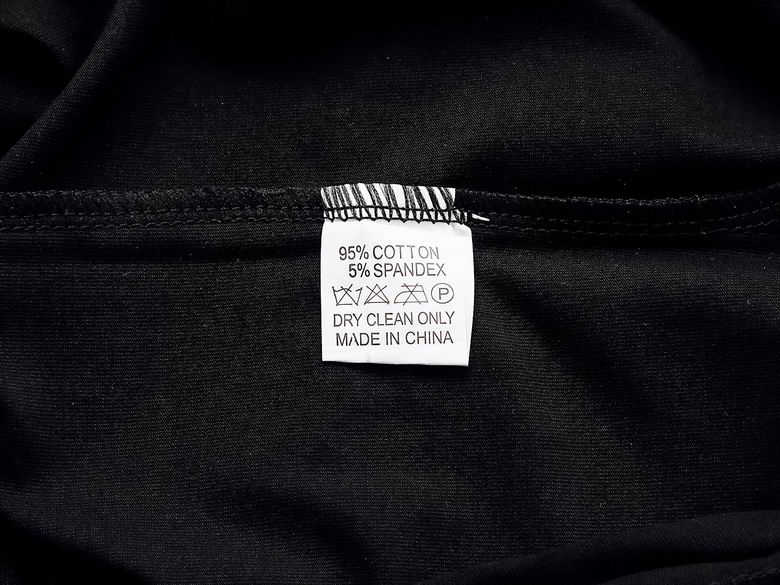 95% COTTON
5% SPANDEX
P
DRY CLEAN ONLY
MADE IN CHINA